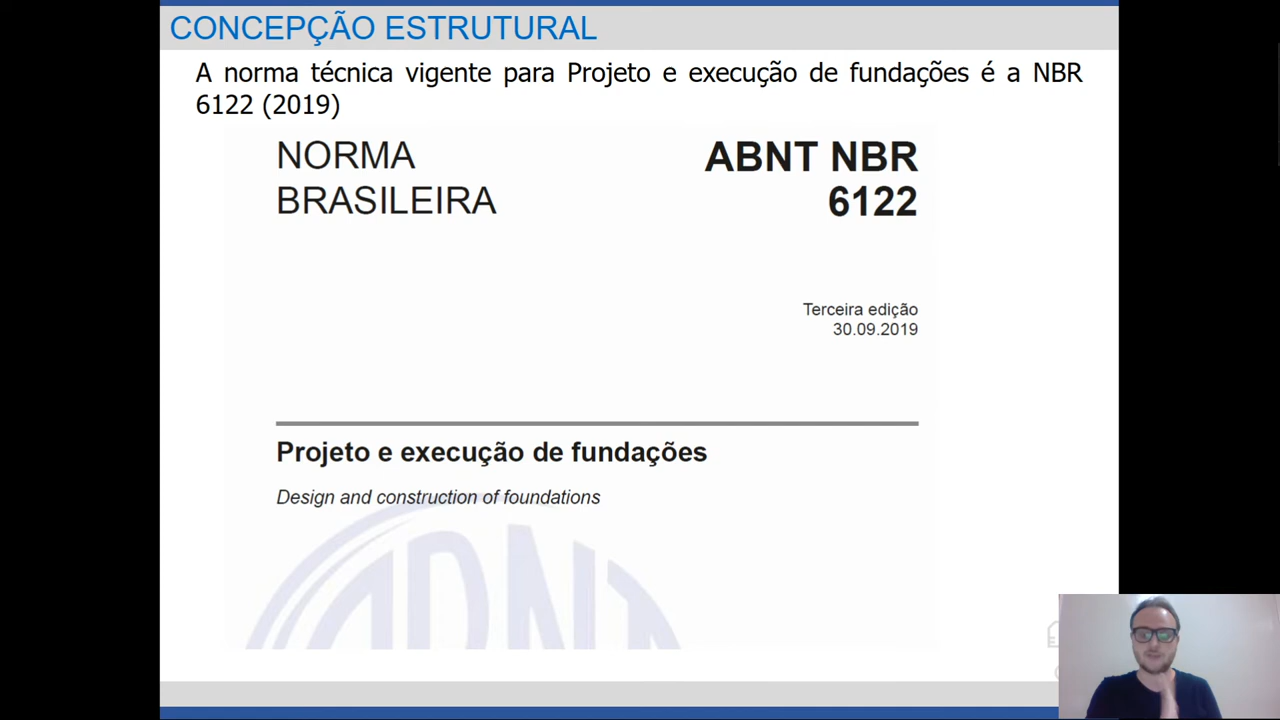 CONCEPÇÃO ESTRUTURAL
A norma técnica vigente para Projeto e execução de fundações é a NBR
6122 (2019)
NORMA
BRASILEIRA
ABNT NBR
6122
Terceira edição
30.09.2019
Projeto e execução de fundações
Design and construction of foundations
ABNT